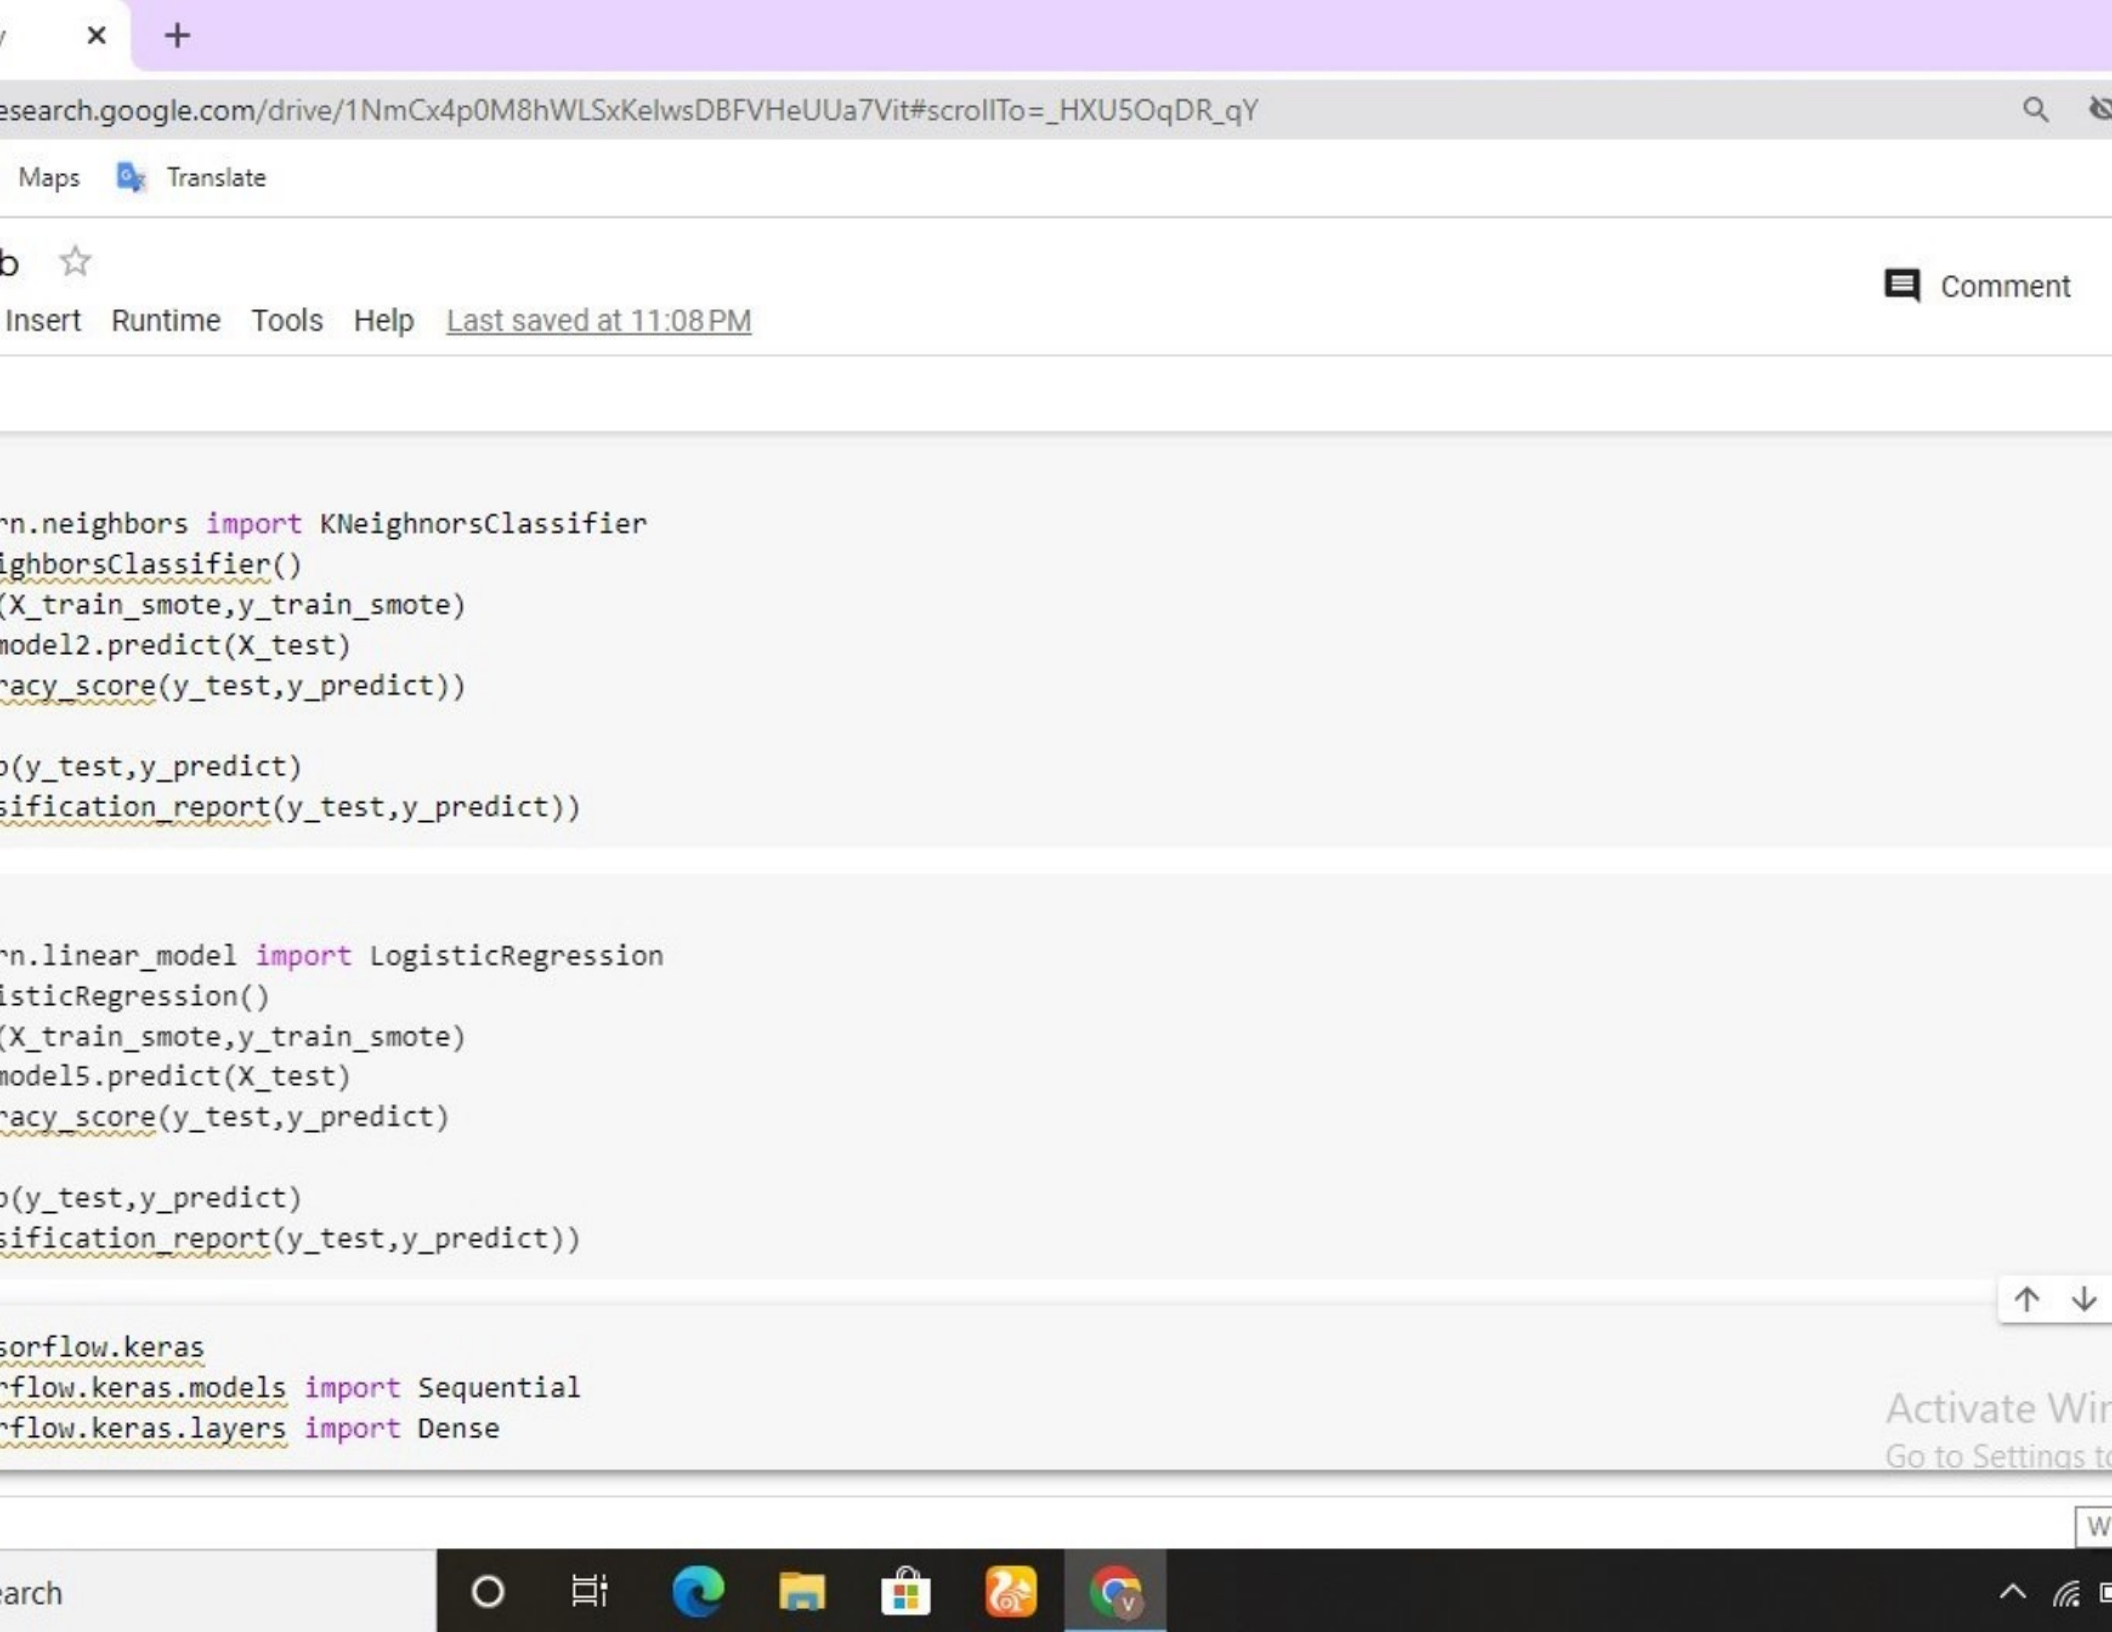 esearch.google.com/drive/1NmCx4p0M8hWLSxKelwsDBFVHeUUa7Vit#scrollTo=_HXU5OqDR_qY
Maps Translate
b
Comment
Insert Runtime Tools Help Last saved at 11:08 PM
rn.neighbors import KNeighnorsClassifier
ighborsClassifier()
(X_train_smote,y_train_smote)
model2.predict(X_test)
racy_score(y_test,y_predict))
p(y_test,y_predict)
sification_report(y_test,y_predict))
rn.linear_model import LogisticRegression
isticRegression()
(X_train_smote,y_train_smote)
model5.predict(X_test)
racy_score(y_test,y_predict)
p(y_test,y_predict)
sification_report(y_test,y_predict))
sorflow.keras
rflow.keras.models import Sequential
rflow.keras.layers import Dense
Activate Win
Go to Settings to
W
earch
V